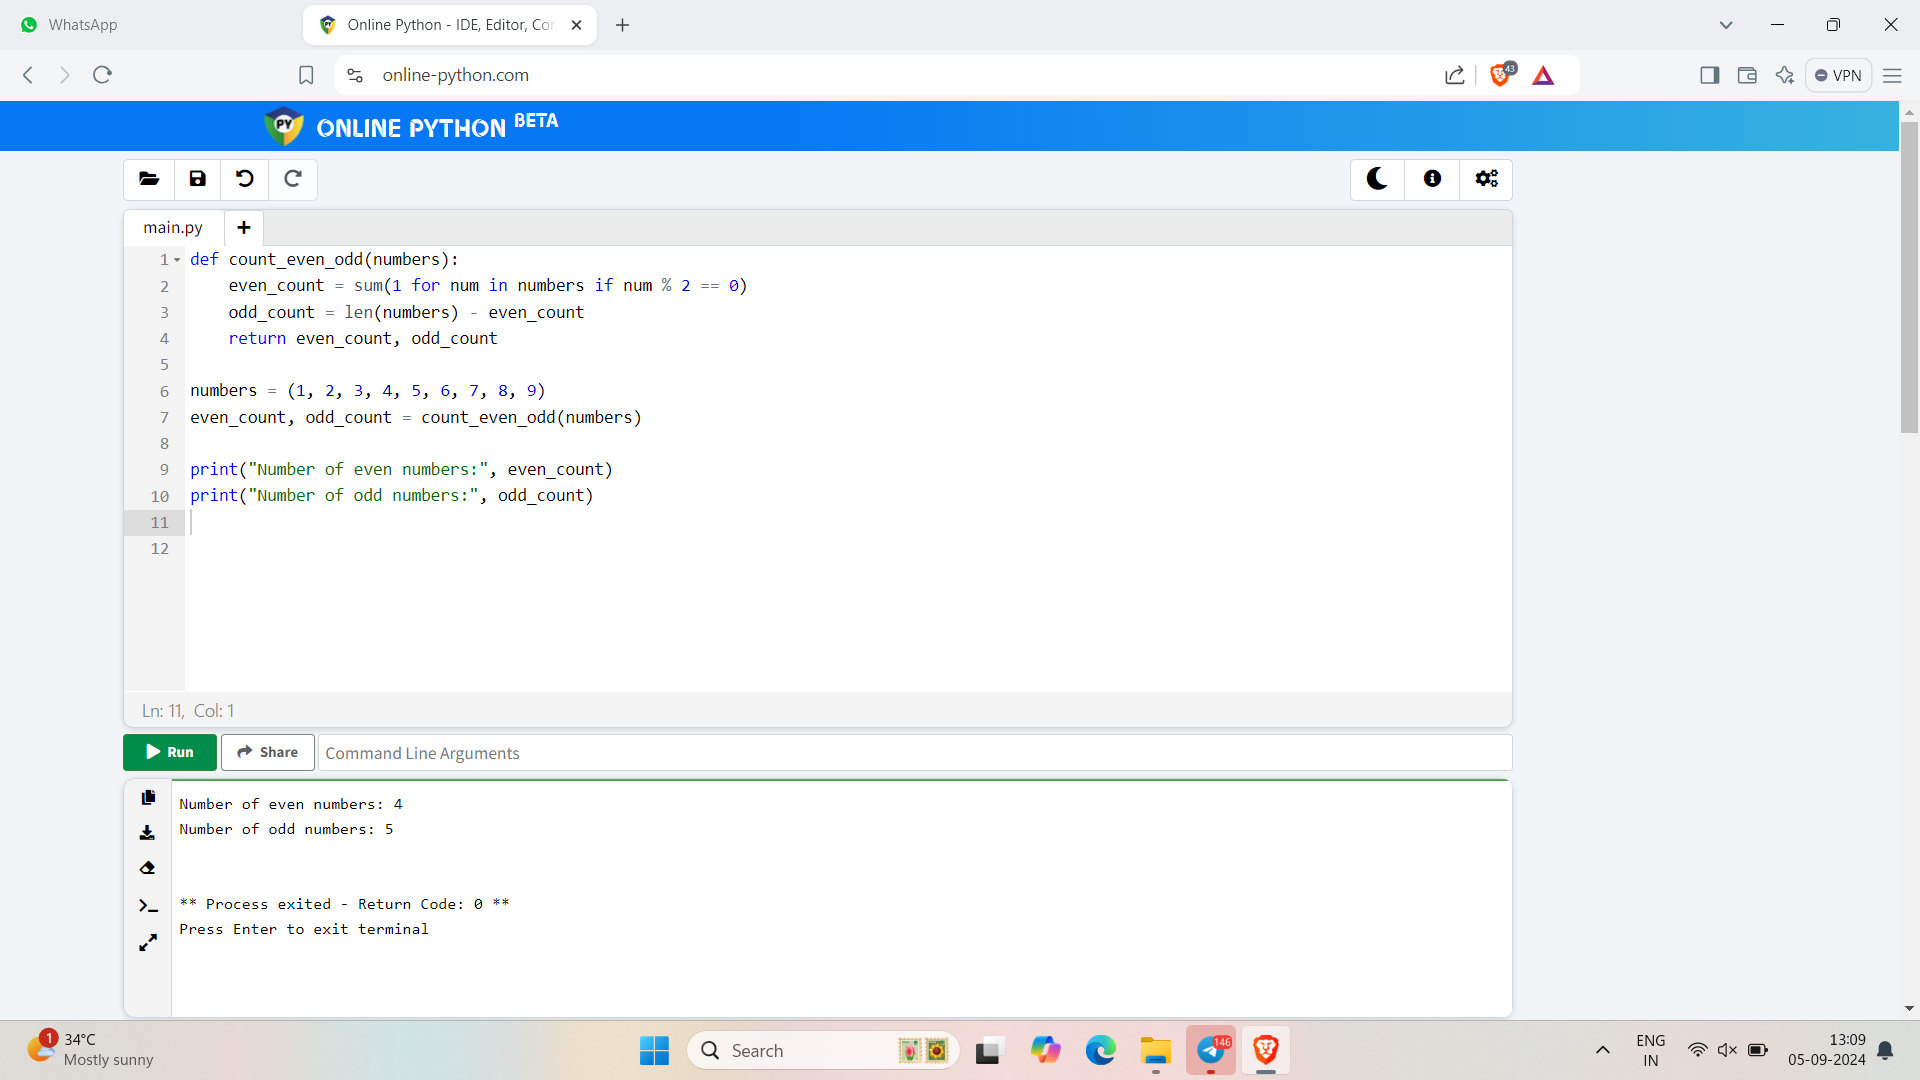 WhatsApp
Online Python - IDE, Editor, Cor
online-python.com
43
VPN
PY
ONLINE PYTHON BETA
main.py
1 def count_even_odd(numbers):
2     even_count = sum(1 for num in numbers if num % 2 == 0)
3     odd_count = len(numbers) - even_count
4     return even_count, odd_count
5
6 numbers = (1, 2, 3, 4, 5, 6, 7, 8, 9)
7 even_count, odd_count = count_even_odd(numbers)
8
9 print("Number of even numbers:", even_count)
10 print("Number of odd numbers:", odd_count)
11
12
Ln: 11, Col: 1
Run
Share
Command Line Arguments
Number of even numbers: 4
Number of odd numbers: 5
** Process exited - Return Code: 0 **
Press Enter to exit terminal
1
34°C
Mostly sunny
Search
146
ENG
IN
13:09
05-09-2024